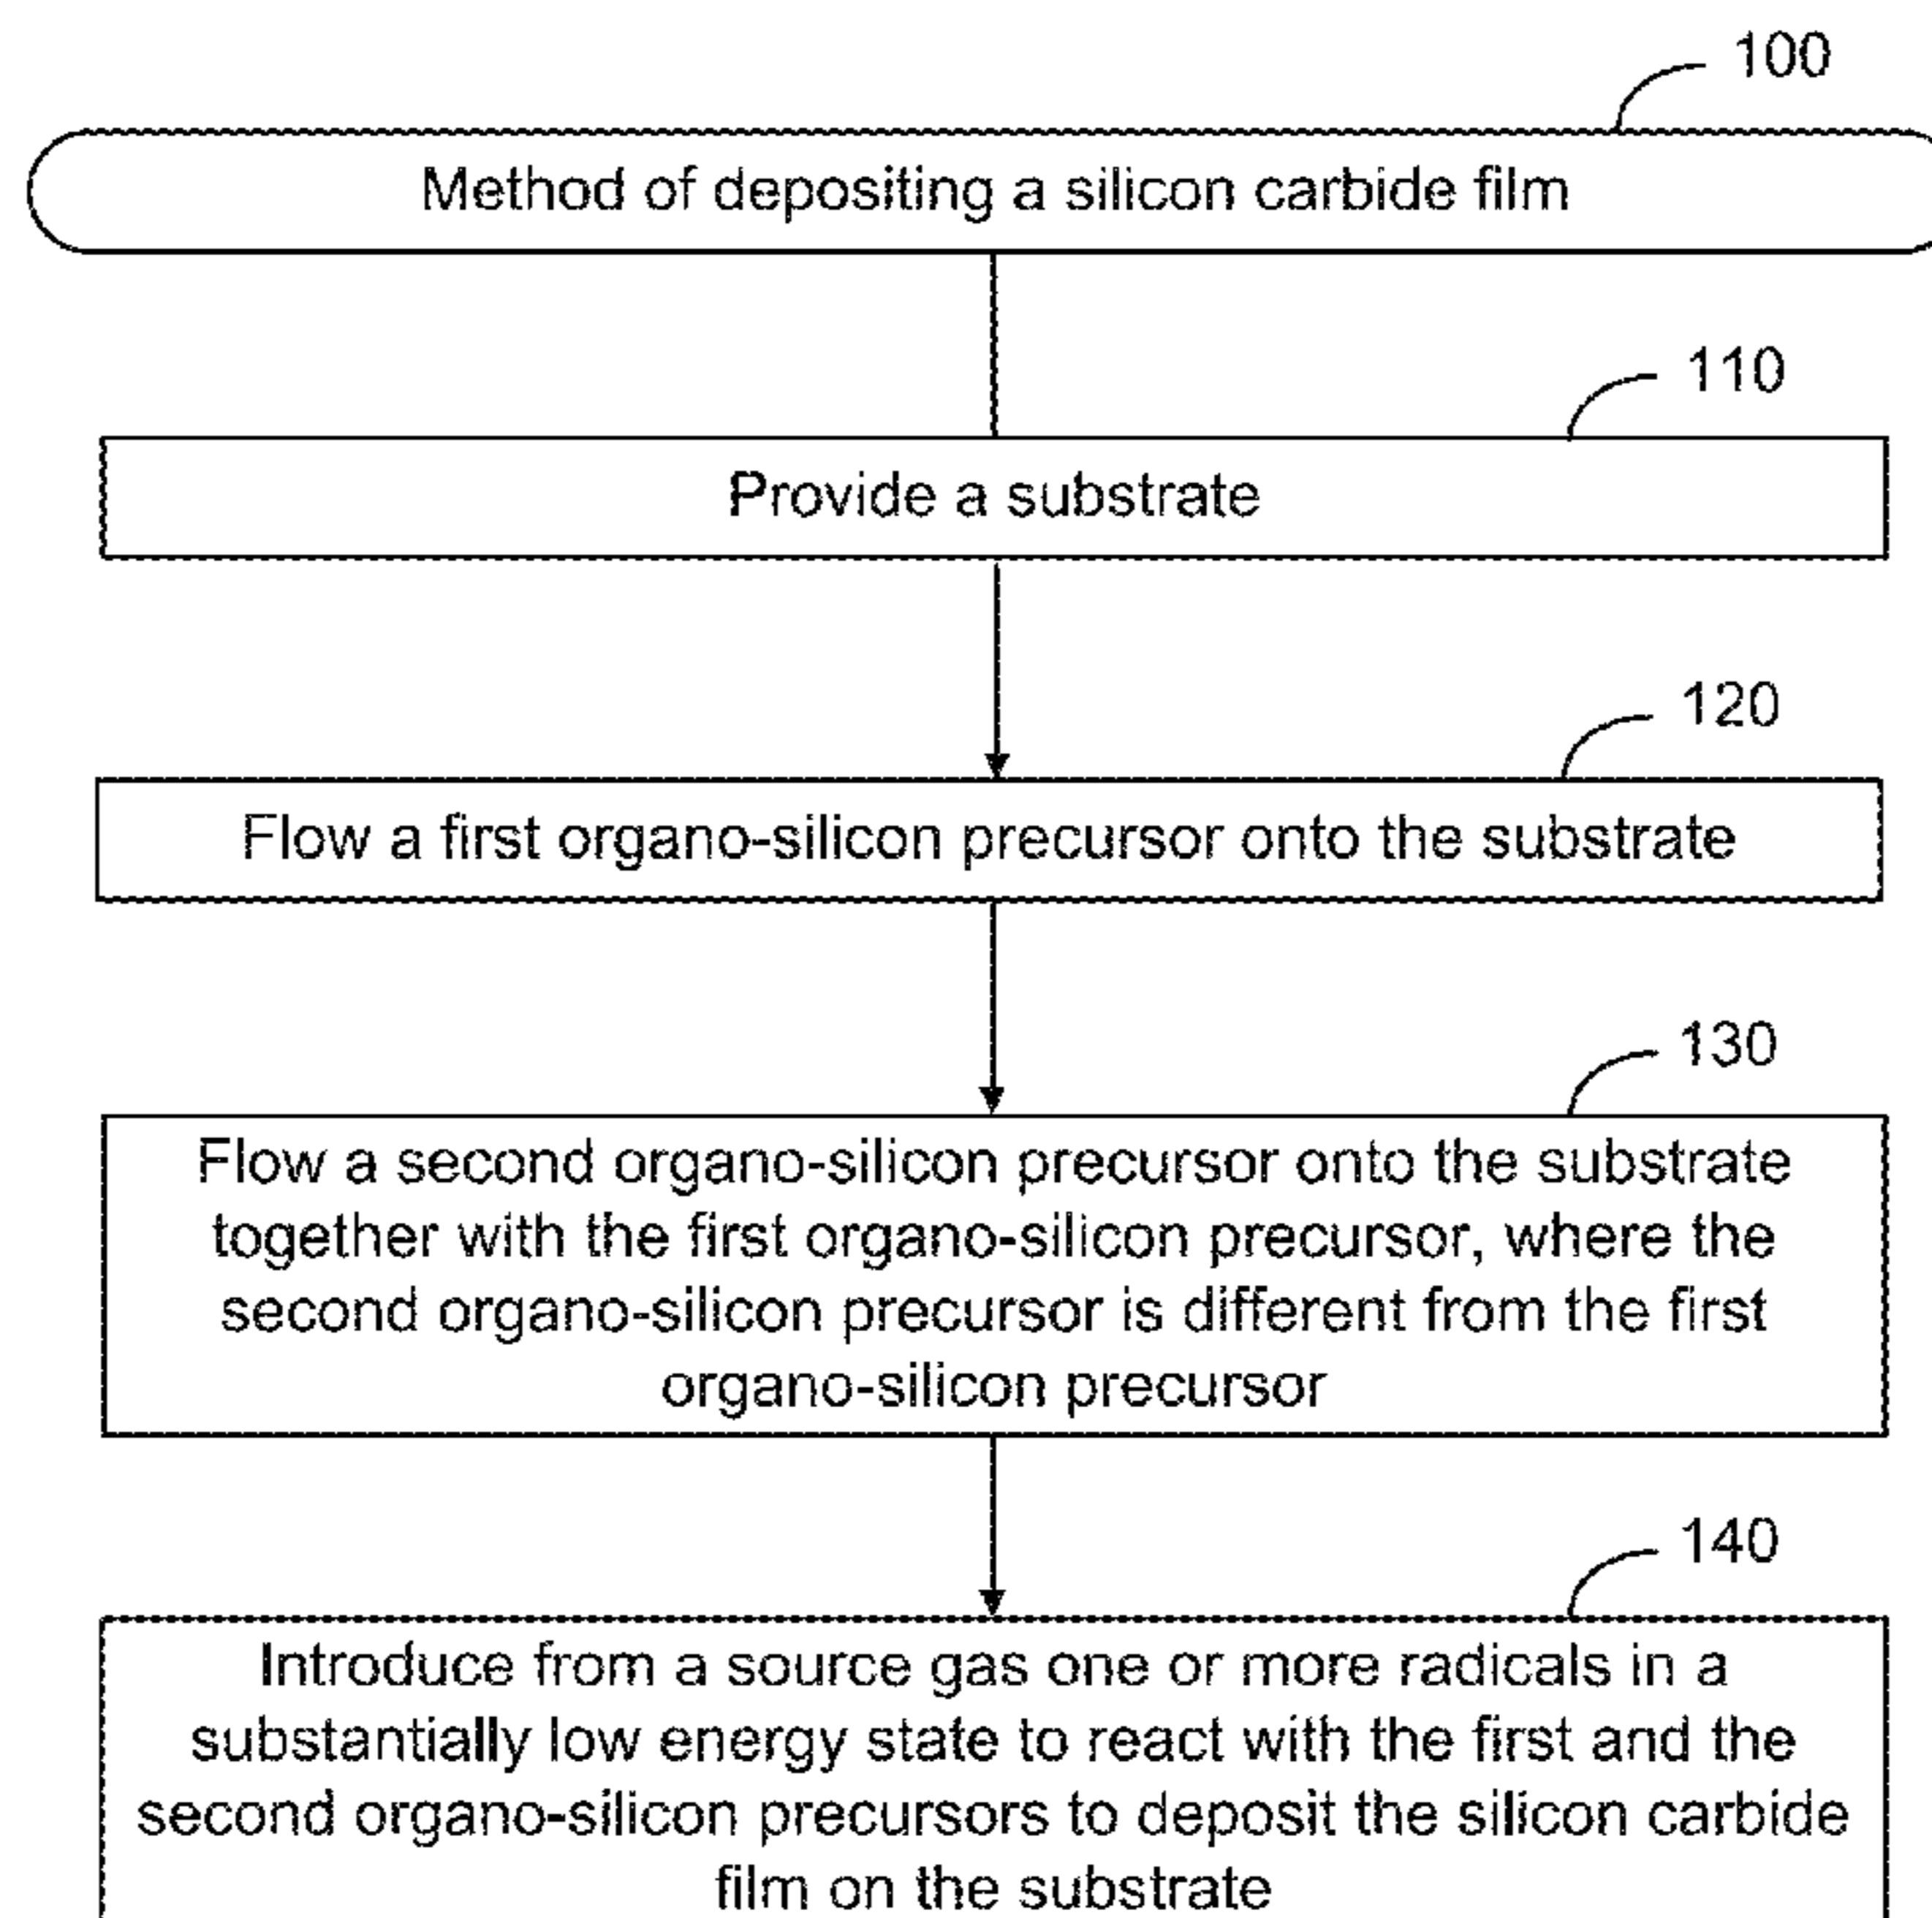 100
Method of depositing a silicon carbide film
110
Provide a substrate
120
Flow a first organo-silicon precursor onto the substrate
130
Flow a second organo-silicon precursor onto the substrate
together with the first organo-silicon precursor, where the
second organo-silicon precursor is different from the first
organo-silicon precursor
140
Introduce from a source gas one or more radicals in a
substantially low energy state to react with the first and the
second organo-silicon precursors to deposit the silicon carbide
film on the substrate